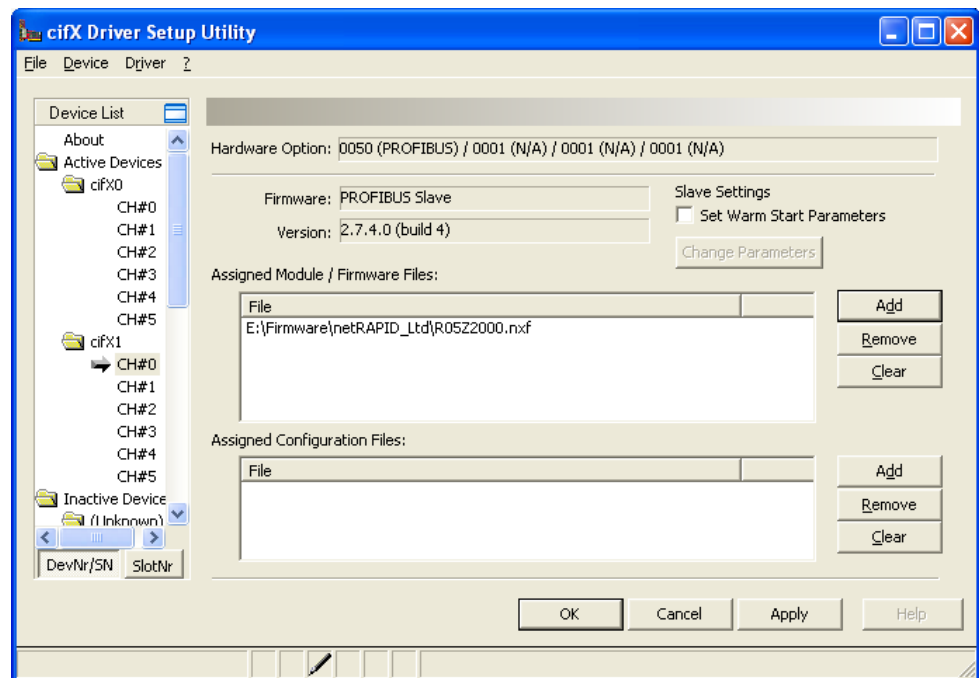 cifX Driver Setup Utility
File Device Driver ?
Device List
About
Active Devices
cifX0
CH#0
CH#1
CH#2
CH#3
CH#4
CH#5
cifX1
CH#0
CH#1
CH#2
CH#3
CH#4
CH#5
Inactive Device
(Unknown)
DevNr/SN SlotNr
Hardware Option: 0050 (PROFIBUS) / 0001 (N/A) / 0001 (N/A) / 0001 (N/A)
Firmware: PROFIBUS Slave
Version: 2.7.4.0 (build 4)
Slave Settings
Set Warm Start Parameters
Change Parameters
Assigned Module / Firmware Files:
File
E:\Firmware\netRAPID_Ltd\R05Z2000.nxf
Add
Remove
Clear
Assigned Configuration Files:
File
Add
Remove
Clear
OK Cancel Apply Help